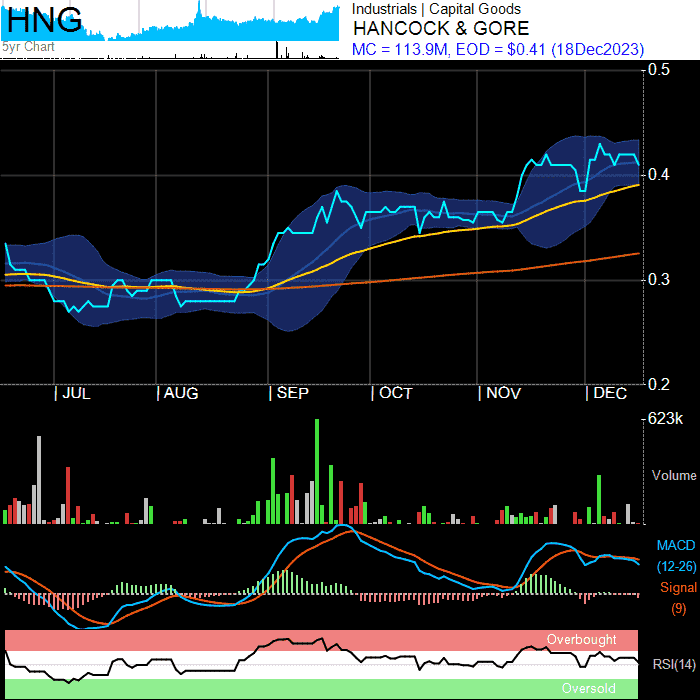 HNG
5yr Chart
Industrials | Capital Goods
HANCOCK & GORE
MC = 113.9M, EOD = $0.41 (18Dec2023)
0.5
0.4
0.3
0.2
| JUL | AUG | SEP | OCT | NOV | DEC
623k
Volume
MACD
(12-26)
Signal
(9)
Overbought
RSI(14)
Oversold